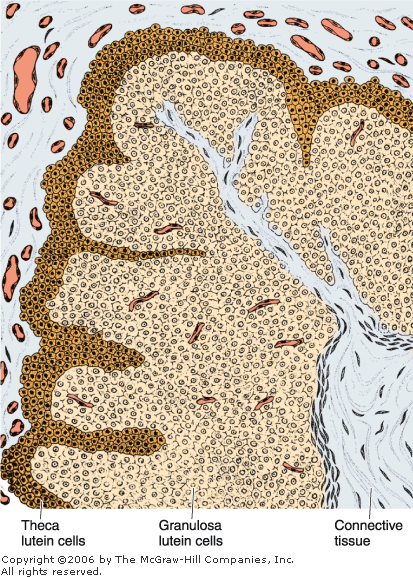 Theca
lutein cells
Granulosa
lutein cells
Connective
tissue
Copyright ©2006 by The McGraw-Hill Companies, Inc.
All rights reserved.